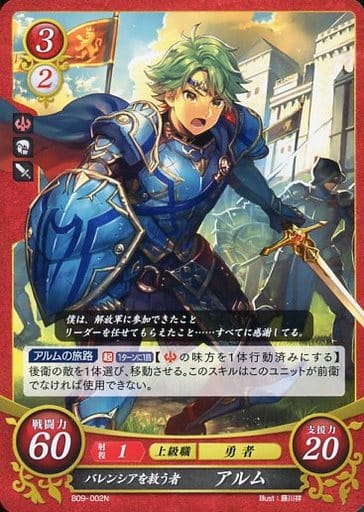 3
2
僕は、解放軍に参加できたこと
リーダーを任せてもらえたこと……すべてに感謝してる。
アルムの旅路 起 1ターンに1回 【の味方を1体行動済みにする】
後衛の敵を1体選び、移動させる。このスキルはこのユニットが前衛
でなければ使用できない。
戦闘力
60
射程 1 上級職 勇者
支援力
20
バレンシアを救う者 アルム
B09-002N
Illust:藤川祥